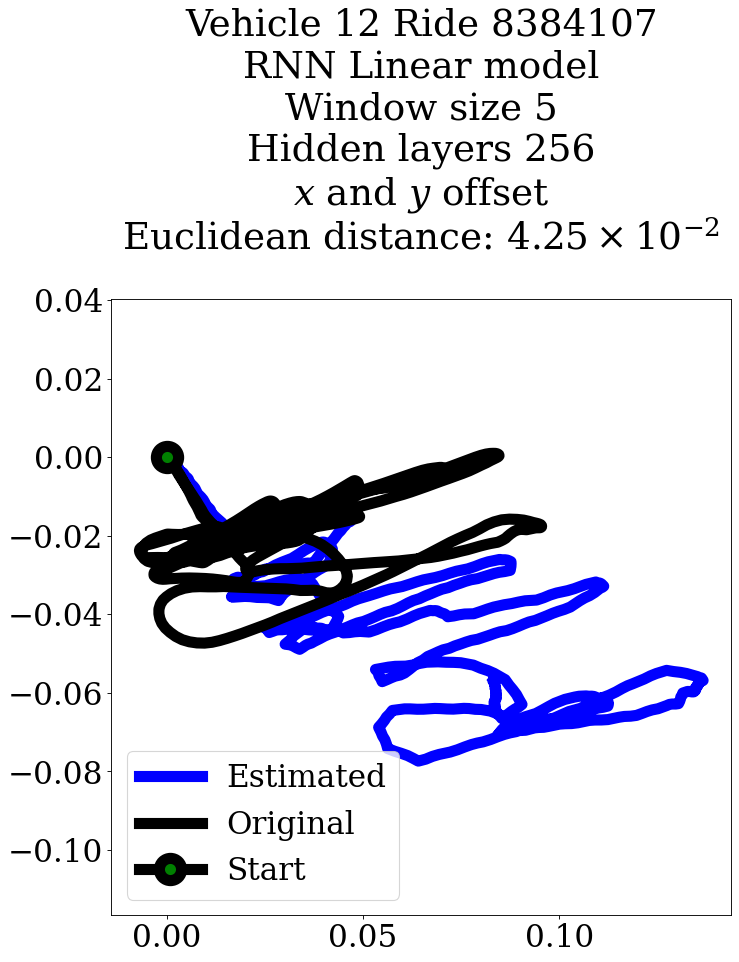 Vehicle 12 Ride 8384107
RNN Linear model
Window size 5
Hidden layers 256
x and y offset
Euclidean distance: 4.25 × 10⁻²
0.04
0.02
0.00
−0.02
−0.04
−0.06
−0.08
−0.10
Estimated
Original
Start
0.00 0.05 0.10